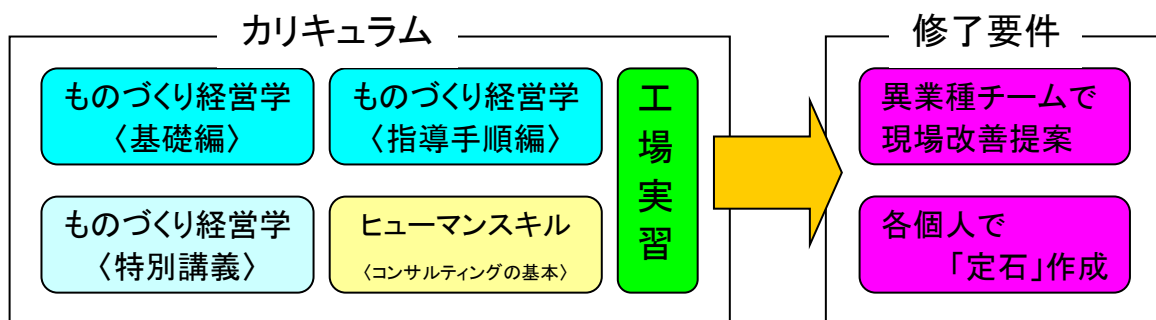 カリキュラム
ものづくり経営学
〈基礎編〉
ものづくり経営学
〈指導手順編〉
ものづくり経営学
〈特別講義〉
ヒューマンスキル
〈コンサルティングの基本〉
工場実習
修了要件
異業種チームで
現場改善提案
各個人で
「定石」作成